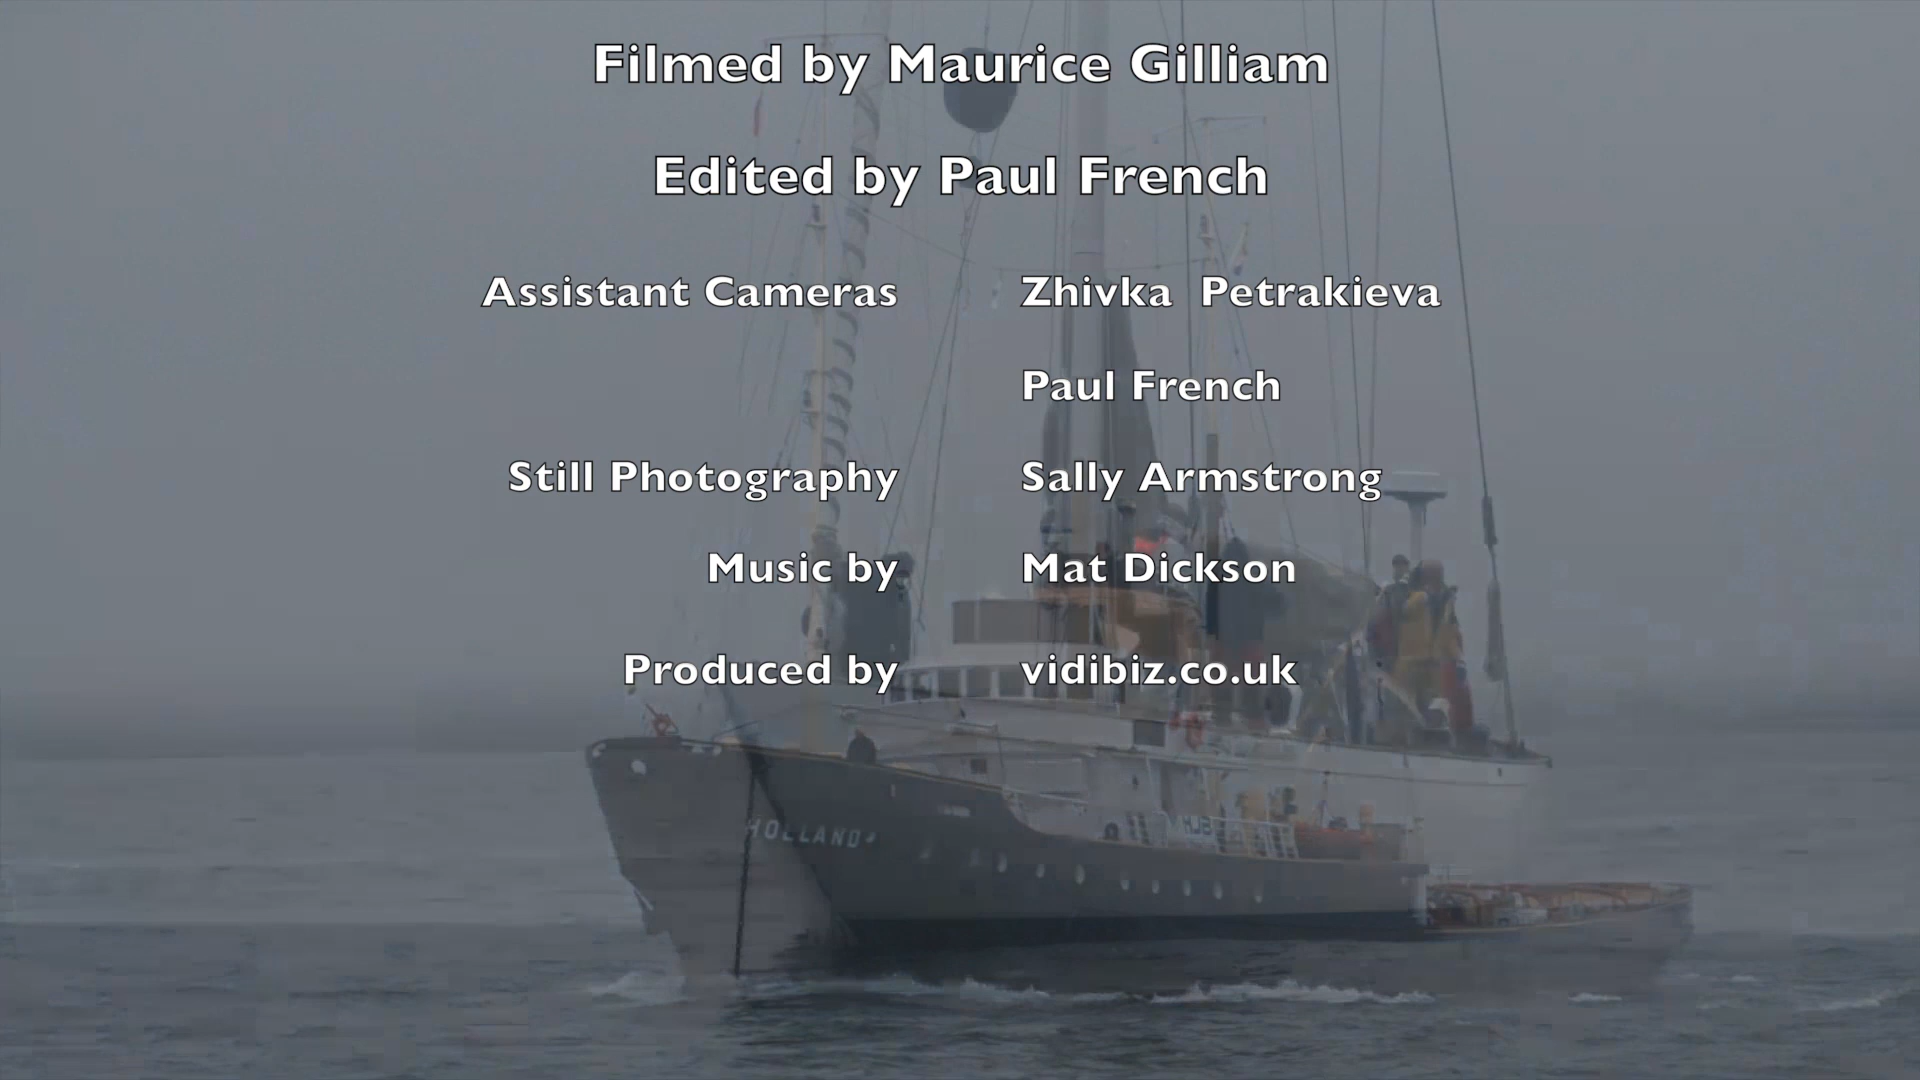 Filmed by Maurice Gilliam
Edited by Paul French
Assistant Cameras Zhivka Petrakieva
Paul French
Still Photography Sally Armstrong
Music by Mat Dickson
Produced by vidibiz.co.uk
HOLLAND